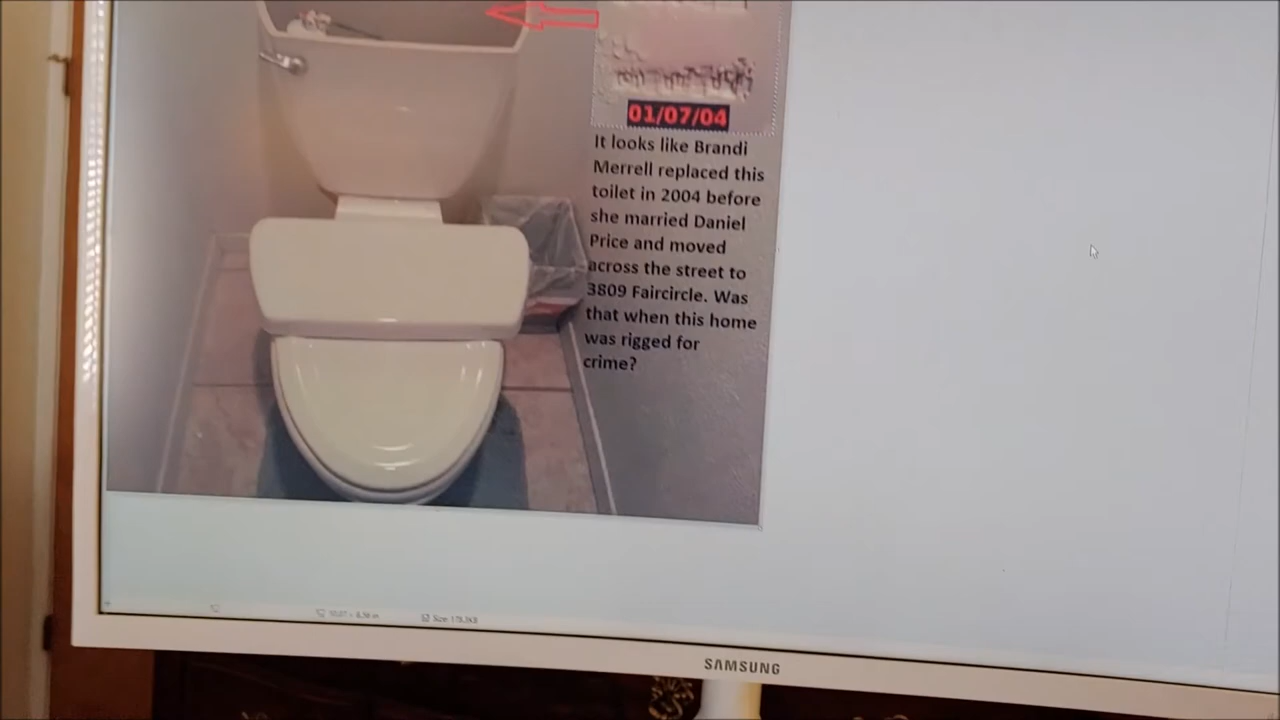 01/07/04
It looks like Brandi
Merrell replaced this
toilet in 2004 before
she married Daniel
Price and moved
across the street to
3809 Faircircle. Was
that when this home
was rigged for
crime?
SAMSUNG